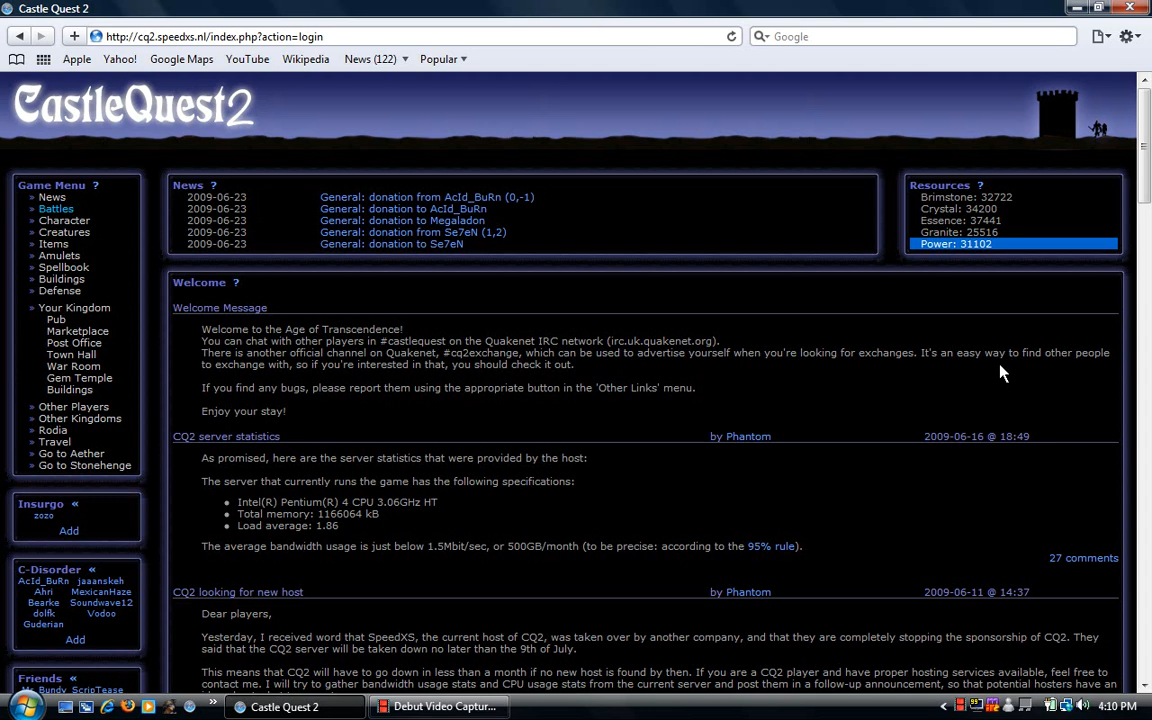 Castle Quest 2
http://cq2.speedxs.nl/index.php?action=login
Google
Apple Yahoo! Google Maps YouTube Wikipedia News (122) Popular
CastleQuest2
Game Menu ?
» News
» Battles
» Character
» Creatures
» Items
» Amulets
» Spellbook
» Buildings
» Defense
» Your Kingdom
Pub
Marketplace
Post Office
Town Hall
War Room
Gem Temple
Buildings
» Other Players
» Other Kingdoms
» Rodia
» Travel
» Go to Aether
» Go to Stonehenge
Insurgo «
zozo
Add
C-Disorder «
AcId_BuRn jaaanskeh
Ahri MexicanHaze
Bearke Soundwave12
dolfk Vodoo
Guderian
Add
Friends «
Bundy ScripTease
News ?
2009-06-23 General: donation from AcId_BuRn (0,-1)
2009-06-23 General: donation to AcId_BuRn
2009-06-23 General: donation to Megaladon
2009-06-23 General: donation from Se7eN (1,2)
2009-06-23 General: donation to Se7eN
Resources ?
Brimstone: 32722
Crystal: 34200
Essence: 37441
Granite: 25516
Power: 31102
Welcome ?
Welcome Message
Welcome to the Age of Transcendence!
You can chat with other players in #castlequest on the Quakenet IRC network (irc.uk.quakenet.org).
There is another official channel on Quakenet, #cq2exchange, which can be used to advertise yourself when you're looking for exchanges. It's an easy way to find other people
to exchange with, so if you're interested in that, you should check it out.
If you find any bugs, please report them using the appropriate button in the 'Other Links' menu.
Enjoy your stay!
CQ2 server statistics by Phantom 2009-06-16 @ 18:49
As promised, here are the server statistics that were provided by the host:
The server that currently runs the game has the following specifications:
• Intel(R) Pentium(R) 4 CPU 3.06GHz HT
• Total memory: 1166064 kB
• Load average: 1.86
The average bandwidth usage is just below 1.5Mbit/sec, or 500GB/month (to be precise: according to the 95% rule).
27 comments
CQ2 looking for new host by Phantom 2009-06-11 @ 14:37
Dear players,
Yesterday, I received word that SpeedXS, the current host of CQ2, was taken over by another company, and that they are completely stopping the sponsorship of CQ2. They
said that the CQ2 server will be taken down no later than the 9th of July.
This means that CQ2 will have to go down in less than a month if no new host is found by then. If you are a CQ2 player and have proper hosting services available, feel free to
contact me. I will try to gather bandwidth usage stats and CPU usage stats from the current server and post them in a follow-up announcement, so that potential hosters have an
Castle Quest 2
Debut Video Captur...
4:10 PM